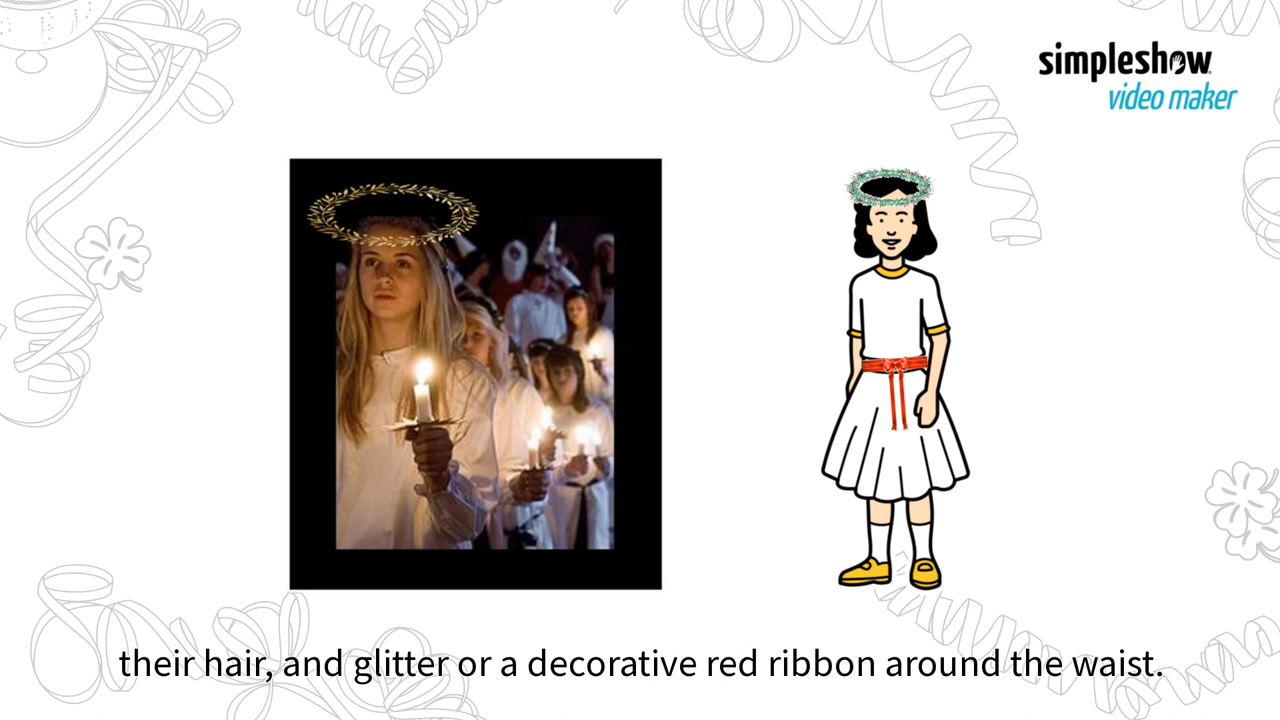 simpleshow
video maker
their hair, and glitter or a decorative red ribbon around the waist.